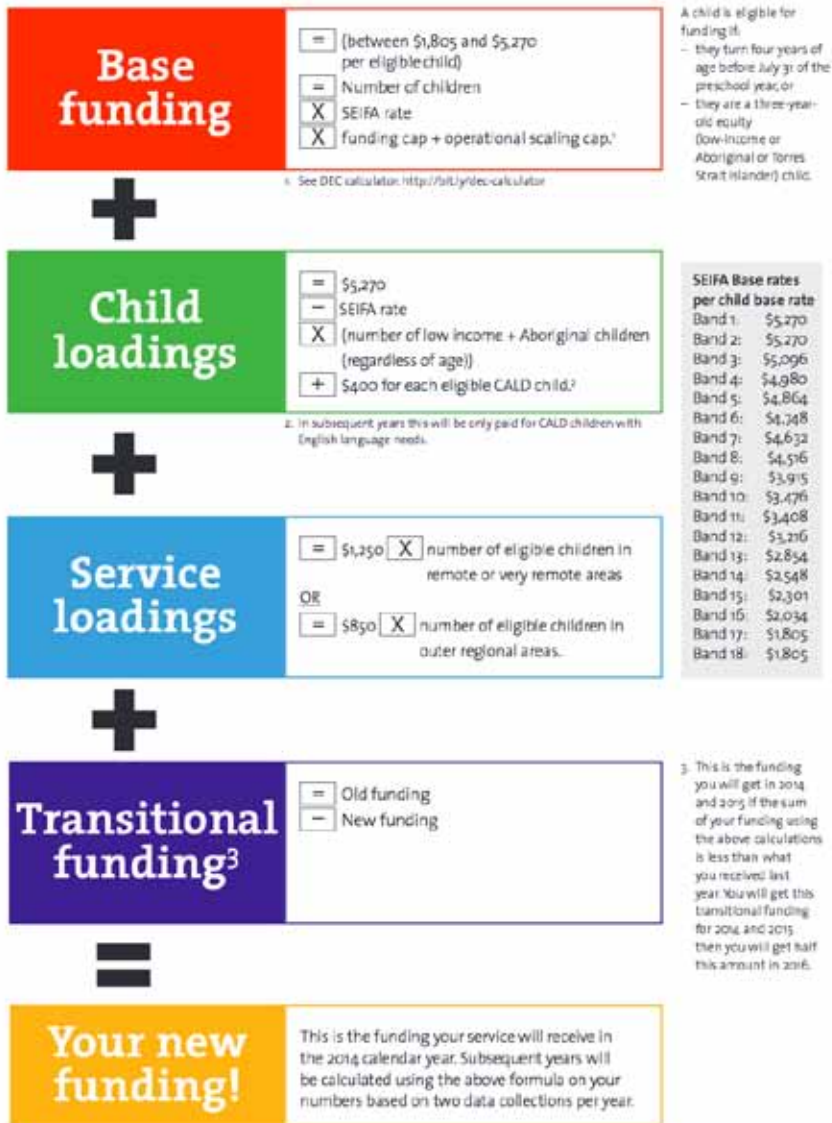 Base
funding
= (between $1,805 and $5,270
per eligible child)
= Number of children
X SEIFA rate
X funding cap + operational scaling cap.¹
1. See DEC calculator: http://bit.ly/dec-calculator
A child is eligible for
funding if:
– they turn four years of
age before July 31 of the
preschool year, or
– they are a three-year-
old equity
(low-income or
Aboriginal or Torres
Strait Islander) child.
+
Child
loadings
= $5,270
– SEIFA rate
X (number of low income + Aboriginal children
(regardless of age))
+ $400 for each eligible CALD child.²
2. In subsequent years this will be only paid for CALD children with
English language needs.
SEIFA Base rates
per child base rate
Band 1: $5,270
Band 2: $5,270
Band 3: $5,096
Band 4: $4,980
Band 5: $4,864
Band 6: $4,748
Band 7: $4,632
Band 8: $4,516
Band 9: $3,915
Band 10: $3,476
Band 11: $3,408
Band 12: $3,216
Band 13: $2,854
Band 14: $2,548
Band 15: $2,301
Band 16: $2,034
Band 17: $1,805
Band 18: $1,805
+
Service
loadings
= $1,250 X number of eligible children in
remote or very remote areas
OR
= $850 X number of eligible children in
outer regional areas.
+
Transitional
funding³
= Old funding
– New funding
3. This is the funding
you will get in 2014
and 2015 if the sum
of your funding using
the above calculations
is less than what
you received last
year. You will get this
transitional funding
for 2014 and 2015
then you will get half
this amount in 2016.
=
Your new
funding!
This is the funding your service will receive in
the 2014 calendar year. Subsequent years will
be calculated using the above formula on your
numbers based on two data collections per year.